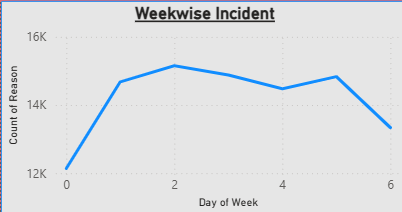 Weekwise Incident
16K
14K
12K
Count of Reason
0 2 4 6
Day of Week